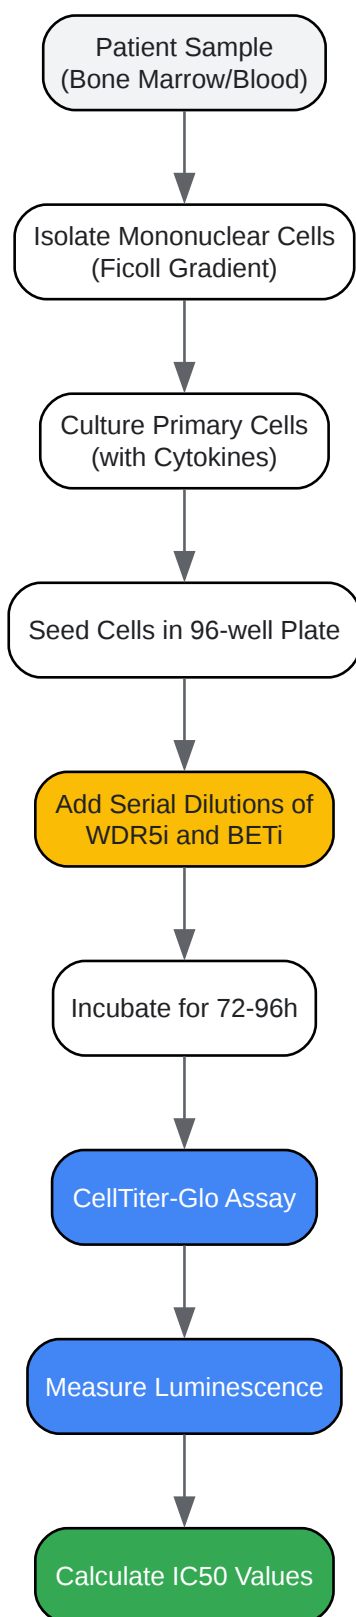 Patient Sample
(Bone Marrow/Blood)
Isolate Mononuclear Cells
(Ficoll Gradient)
Culture Primary Cells
(with Cytokines)
Seed Cells in 96-well Plate
Add Serial Dilutions of
WDR5i and BETi
Incubate for 72-96h
CellTiter-Glo Assay
Measure Luminescence
Calculate IC50 Values